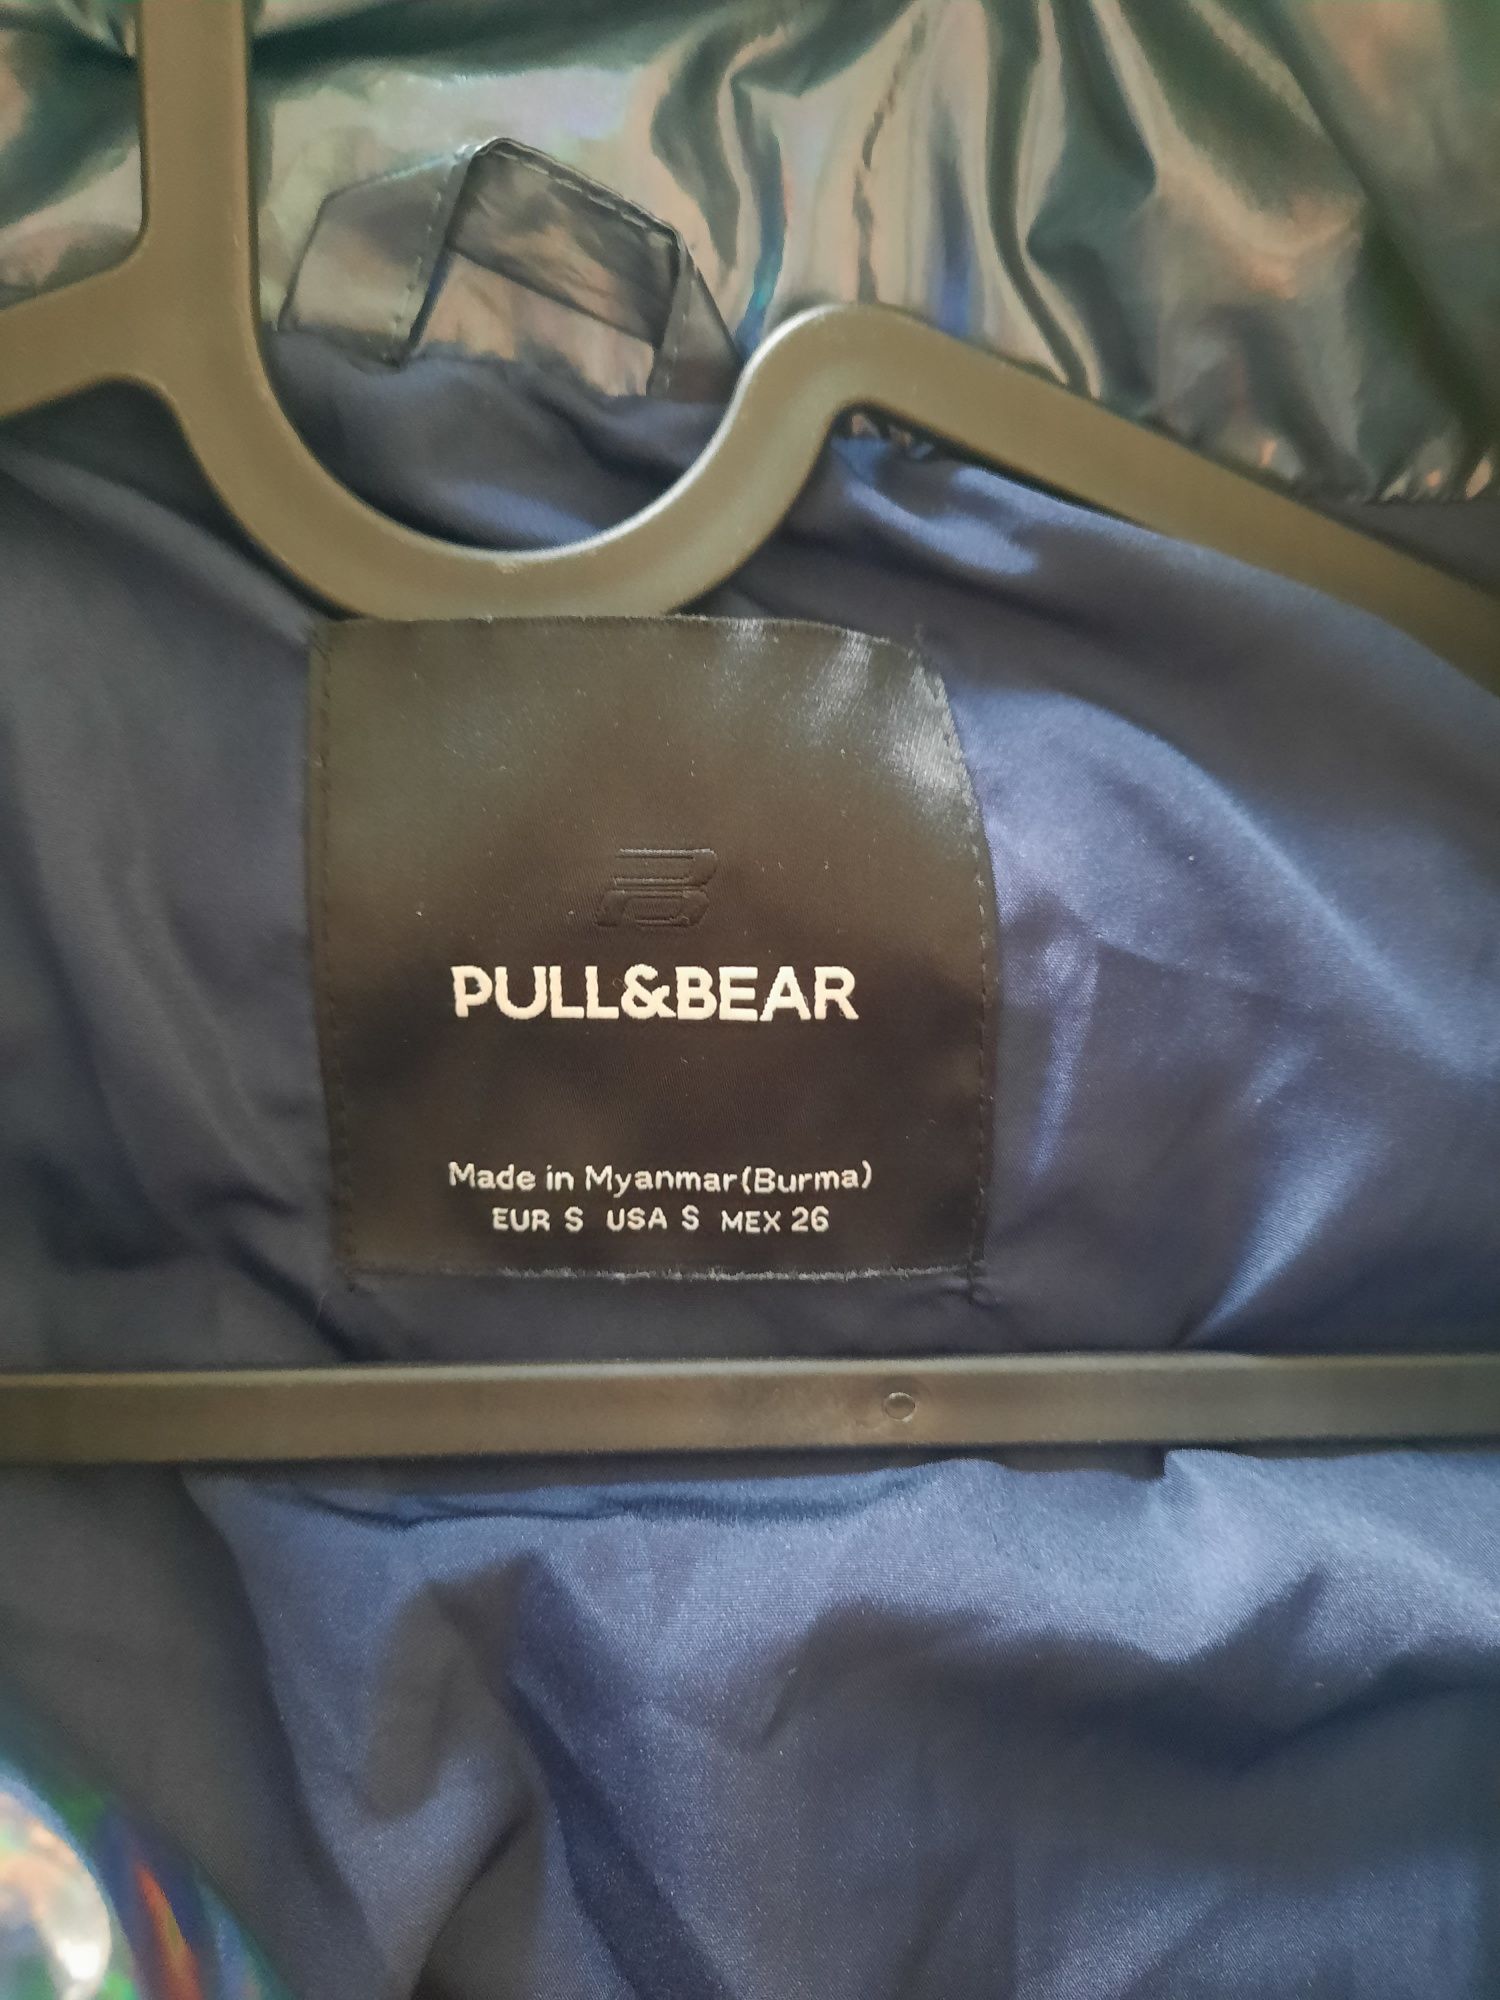 PULL&BEAR
Made in Myanmar(Burma)
EUR S USA S MEX 26